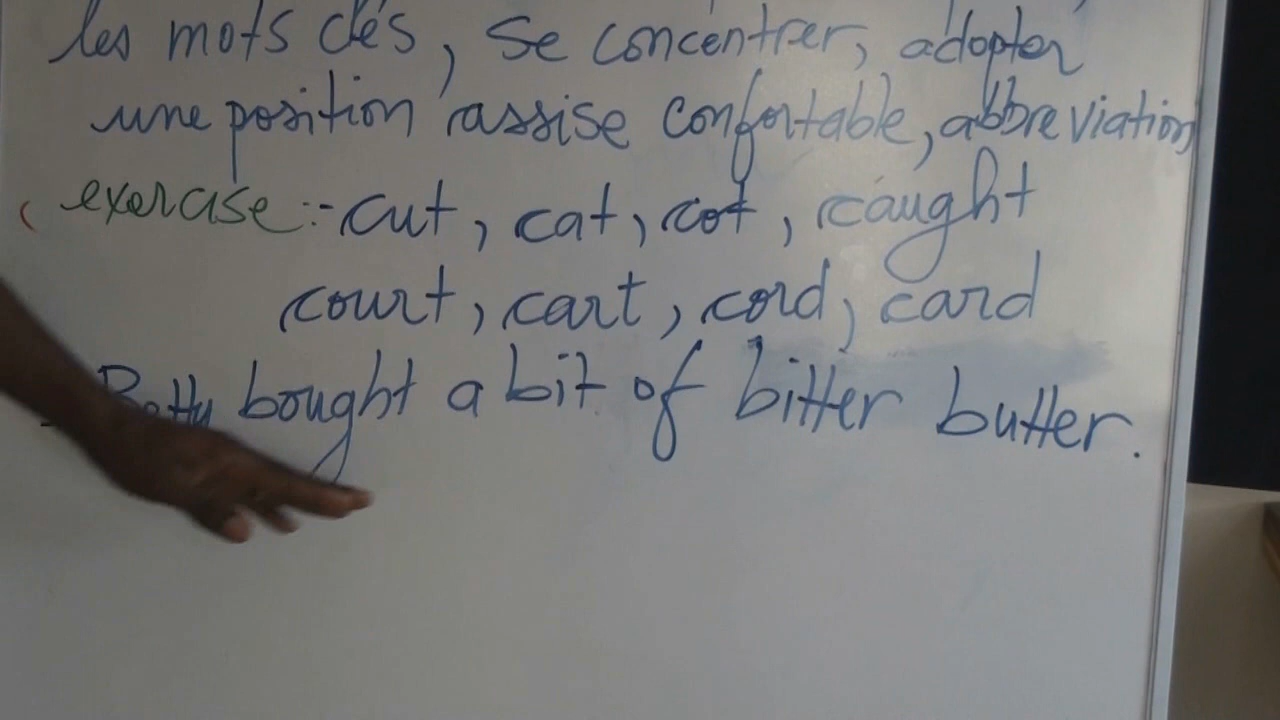 les mots clés, se concentrer, adopter
une position assise confortable, abbreviation
exercise :- cut, cat, cot, caught
court, cart, cord, card
Betty bought a bit of bitter butter.